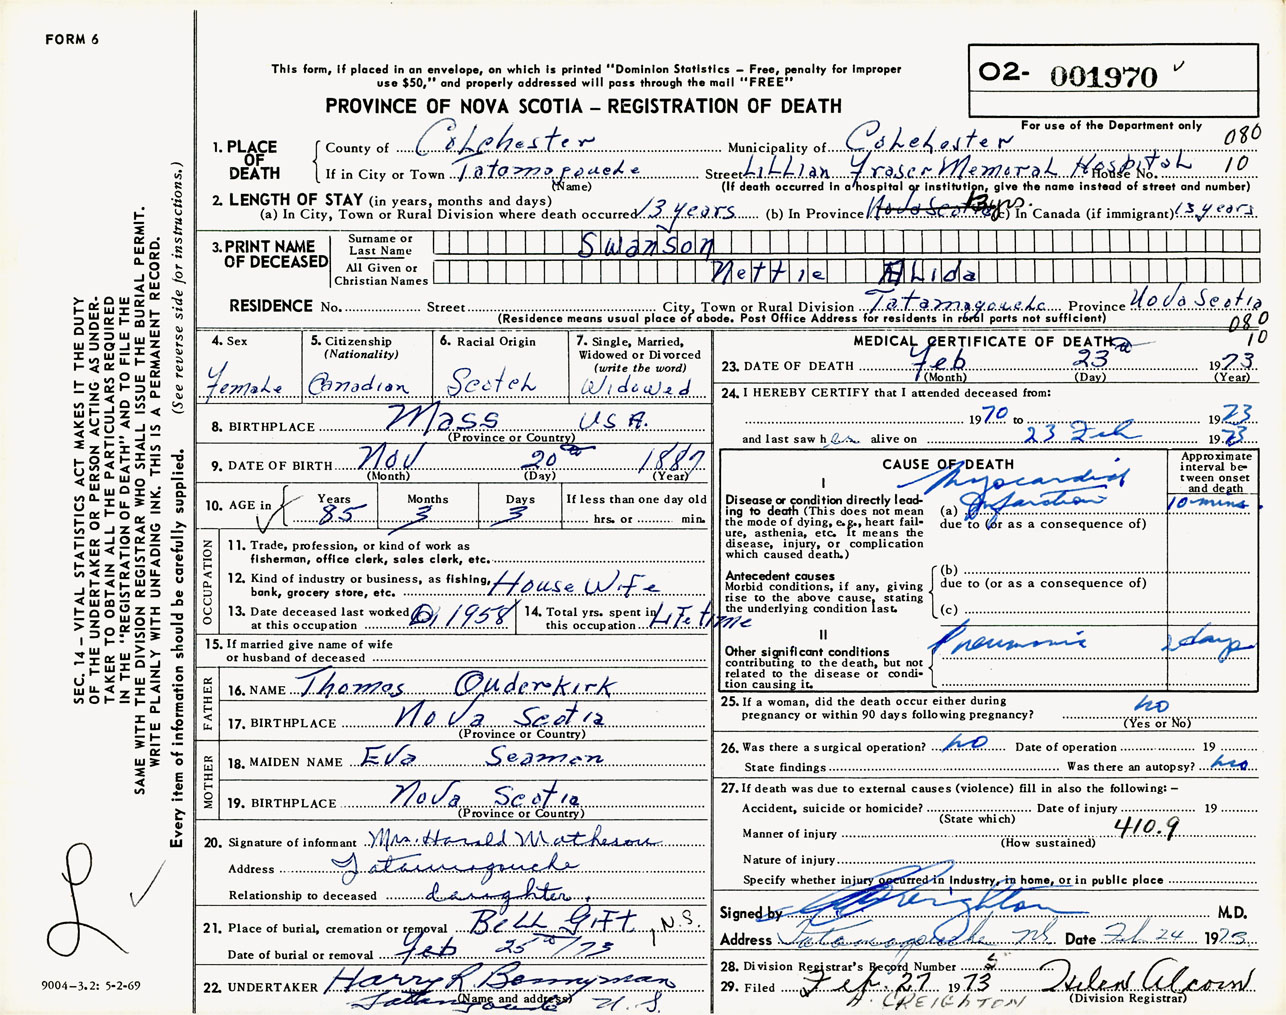 FORM 6
This form, if placed in an envelope, on which is printed "Dominion Statistics – Free, penalty for improper
use $50," and properly addressed will pass through the mail "FREE"
PROVINCE OF NOVA SCOTIA – REGISTRATION OF DEATH
O2- 001970
For use of the Department only
080
10
1. PLACE OF DEATH
County of Colchester Municipality of Colchester
If in City or Town Tatamagouche Street Lillian Fraser Memoral Hospital House No.
(Name) (If death occurred in a hospital or institution, give the name instead of street and number)
2. LENGTH OF STAY (in years, months and days)
(a) In City, Town or Rural Division where death occurred 13 years (b) In Province Nova Scotia 13 yrs. (c) In Canada (if immigrant) 13 years
3. PRINT NAME OF DECEASED
Surname or Last Name Swanson
All Given or Christian Names Nettie Alida
RESIDENCE No. Street City, Town or Rural Division Tatamagouche Province Nova Scotia
(Residence means usual place of abode. Post Office Address for residents in rural parts not sufficient)
080
10
4. Sex Female
5. Citizenship (Nationality) Canadian
6. Racial Origin Scotch
7. Single, Married, Widowed or Divorced (write the word) Widowed
8. BIRTHPLACE Mass USA.
(Province or Country)
9. DATE OF BIRTH Nov 20th 1887
(Month) (Day) (Year)
10. AGE in Years 85 Months 3 Days 3 If less than one day old
hrs. or min.
OCCUPATION
11. Trade, profession, or kind of work as
fisherman, office clerk, sales clerk, etc.
12. Kind of industry or business, as fishing,
bank, grocery store, etc. House Wife
13. Date deceased last worked at this occupation 1958
14. Total yrs. spent in this occupation Lifetime
15. If married give name of wife
or husband of deceased
FATHER
16. NAME Thomas Ouderkirk
17. BIRTHPLACE Nova Scotia
(Province or Country)
MOTHER
18. MAIDEN NAME Eva Seaman
19. BIRTHPLACE Nova Scotia
(Province or Country)
20. Signature of informant Mrs. Harold Matheson
Address Tatamagouche
Relationship to deceased daughter.
21. Place of burial, cremation or removal Bell Gift, N.S.
Date of burial or removal Feb 25th/73
22. UNDERTAKER Harry R. Bonnyman
(Name and address) Tatamagouche N.S.
MEDICAL CERTIFICATE OF DEATH
23. DATE OF DEATH Feb 23rd 1973
(Month) (Day) (Year)
24. I HEREBY CERTIFY that I attended deceased from:
1970 to 1973
and last saw her alive on 23 Feb 1973
CAUSE OF DEATH
Approximate interval between onset and death
I
Disease or condition directly leading to death (This does not mean the mode of dying, e.g., heart failure, asthenia, etc. It means the disease, injury, or complication which caused death.)
(a) Myocardial Infarction 10 mins.
due to (or as a consequence of)
Antecedent causes
Morbid conditions, if any, giving rise to the above cause, stating the underlying condition last.
(b)
due to (or as a consequence of)
(c)
II
Other significant conditions
contributing to the death, but not related to the disease or condition causing it.
Pneumonia 2 days
25. If a woman, did the death occur either during
pregnancy or within 90 days following pregnancy? no
(Yes or No)
26. Was there a surgical operation? no Date of operation 19
State findings Was there an autopsy? no
27. If death was due to external causes (violence) fill in also the following: –
Accident, suicide or homicide? Date of injury 19
(State which)
Manner of injury 410.9
(How sustained)
Nature of injury
Specify whether injury occurred in industry, in home, or in public place
Signed by Creighton M.D.
Address Tatamagouche NS. Date Feb 24 1973
28. Division Registrar's Record Number 5
29. Filed Feb. 27 1973 Helen Alcorn
(Division Registrar)
A. CREIGHTON
SEC. 14 – VITAL STATISTICS ACT MAKES IT THE DUTY
OF THE UNDERTAKER OR PERSON ACTING AS UNDER-
TAKER TO OBTAIN ALL THE PARTICULARS REQUIRED
IN THE "REGISTRATION OF DEATH" AND TO FILE THE
SAME WITH THE DIVISION REGISTRAR WHO SHALL ISSUE THE BURIAL PERMIT.
WRITE PLAINLY WITH UNFADING INK. THIS IS A PERMANENT RECORD.
Every item of information should be carefully supplied. (See reverse side for instructions.)
9004–3.2: 5-2-69